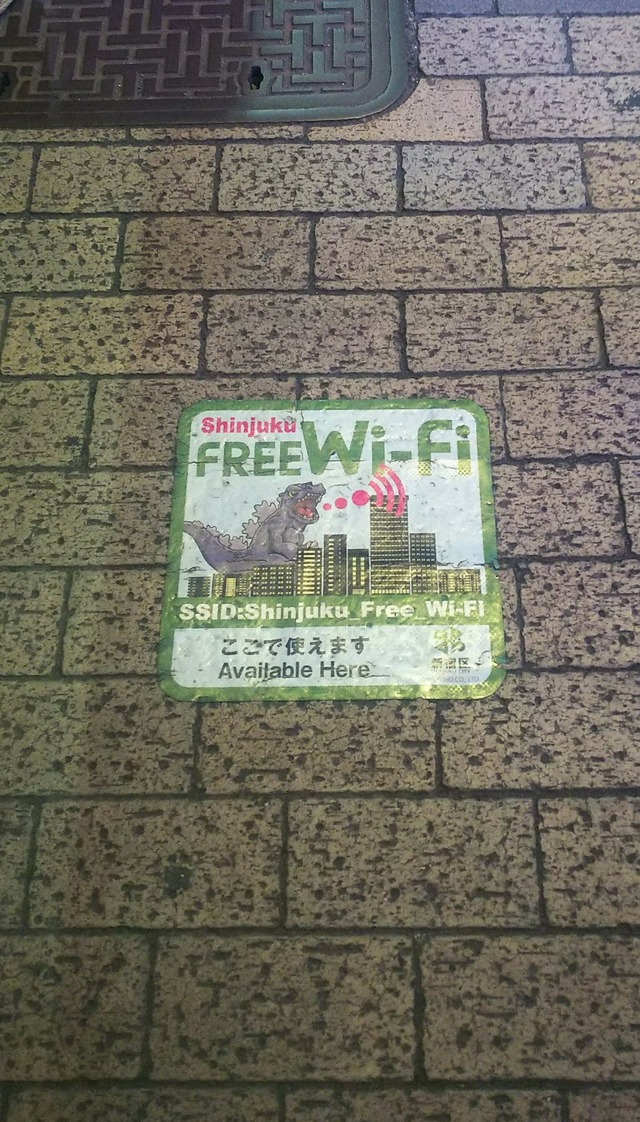 Shinjuku
FREE Wi-Fi
SSID:Shinjuku_Free_Wi-Fi
ここで使えます
Available Here
新宿区